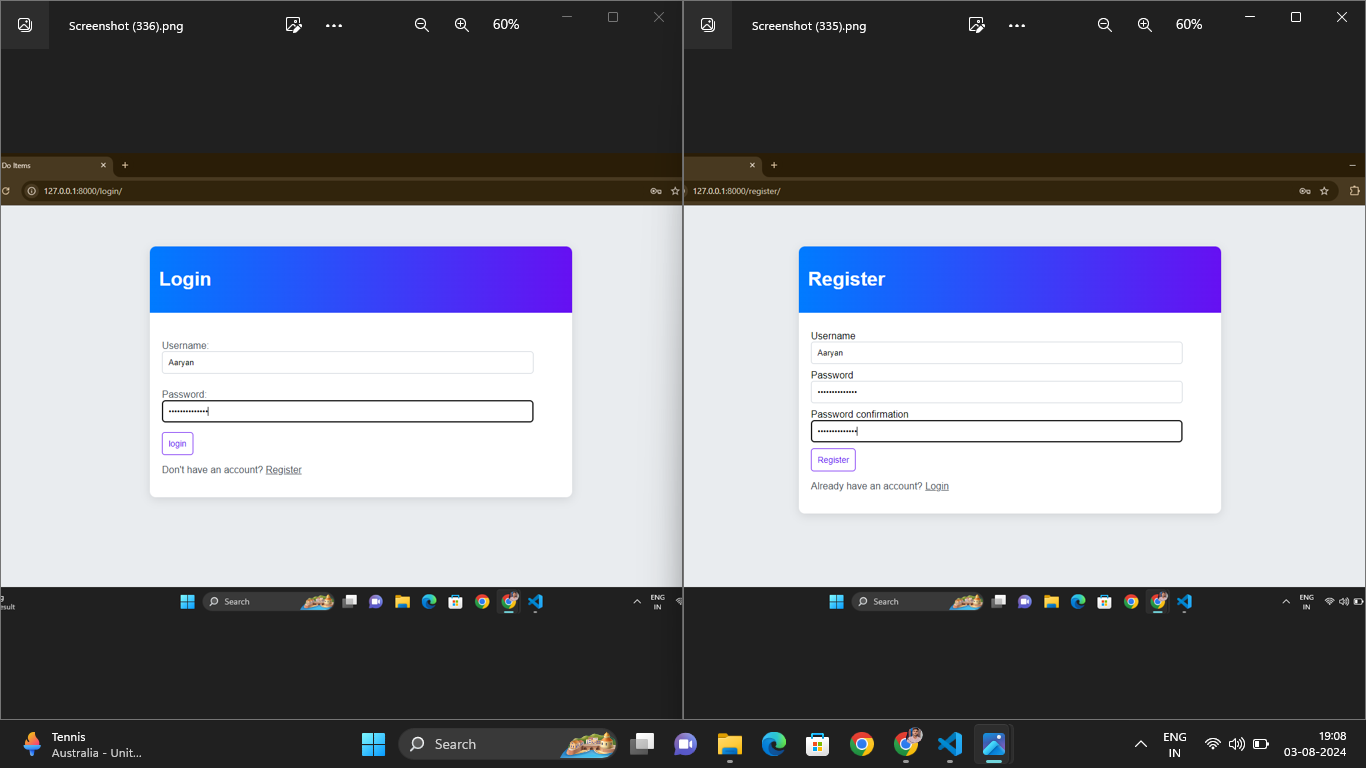 Screenshot (336).png
60%
Do Items
127.0.0.1:8000/login/
Login
Username:
Aaryan
Password:
••••••••••••••
login
Don't have an account? Register
Search
ENG
IN
Screenshot (335).png
60%
127.0.0.1:8000/register/
Register
Username
Aaryan
Password
••••••••••••••
Password confirmation
••••••••••••••
Register
Already have an account? Login
Search
ENG
IN
Tennis
Australia - Unit...
Search
ENG
IN
19:08
03-08-2024